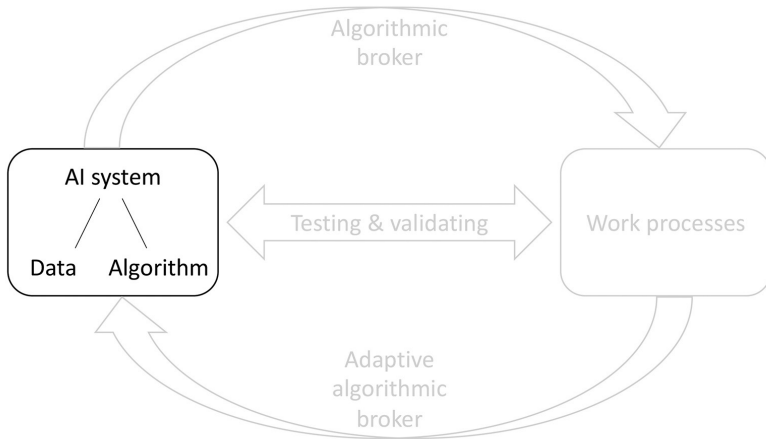 Algorithmic
broker
AI system
Data Algorithm
Testing & validating
Work processes
Adaptive
algorithmic
broker